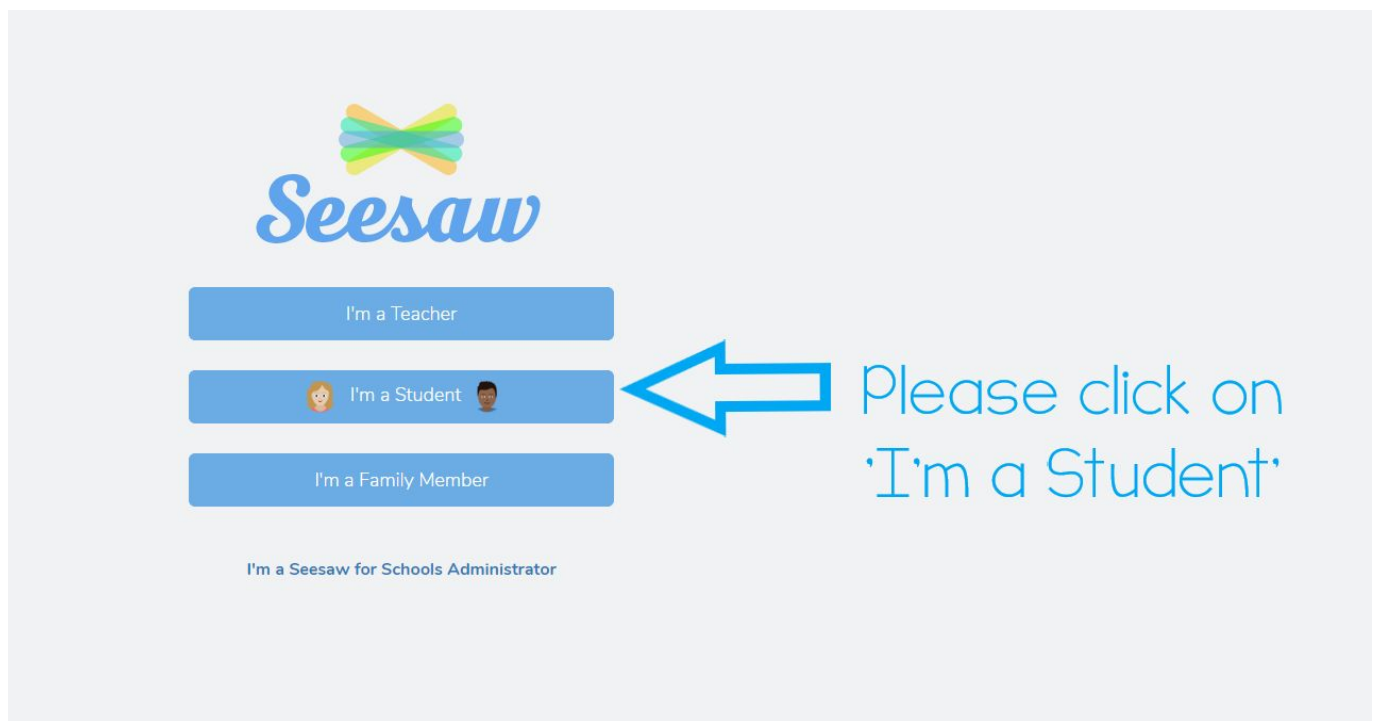 Seesaw
I'm a Teacher
I'm a Student
I'm a Family Member
I'm a Seesaw for Schools Administrator
Please click on
'I'm a Student'